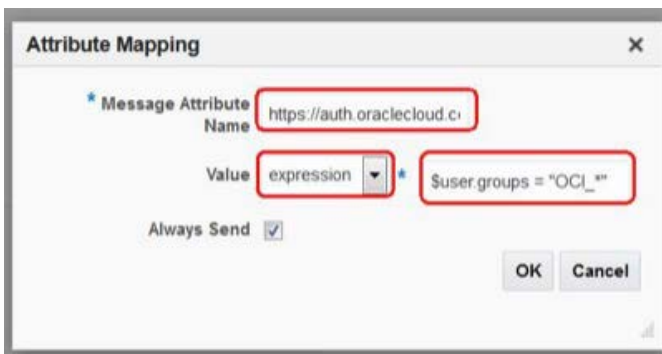 Attribute Mapping
* Message Attribute Name
https://auth.oraclecloud.c
Value
expression
* $user.groups = "OCI_*"
Always Send
OK
Cancel